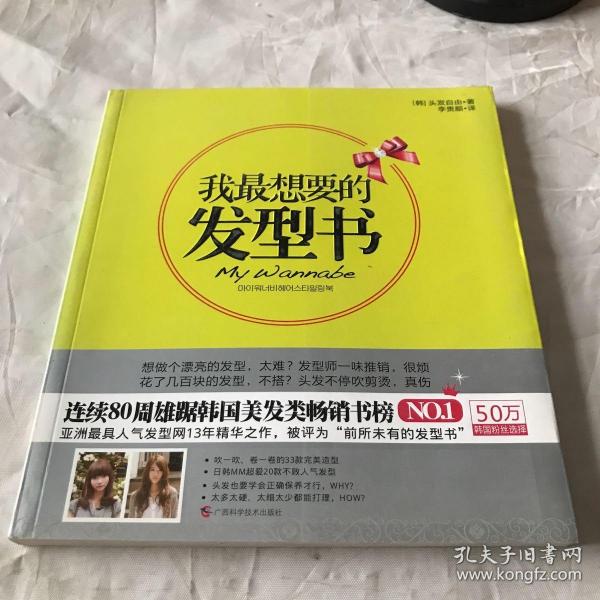 [韩] 头发自由·著
李贵顺·译
我最想要的
发型书
My Wannabe
마이워너비헤어스타일링북
想做个漂亮的发型,太难?发型师一味推销,很烦
花了几百块的发型,不搭?头发不停吹剪烫,真伤
连续80周雄踞韩国美发类畅销书榜 NO.1
50万
韩国粉丝选择
亚洲最具人气发型网13年精华之作,被评为“前所未有的发型书”
• 吹一吹、卷一卷的33款完美造型
• 日韩MM超爱20款不败人气发型
• 头发也要学会正确保养才行,WHY?
• 太多太硬、太细太少都能打理,HOW?
广西科学技术出版社
孔夫子旧书网
www.kongfz.com